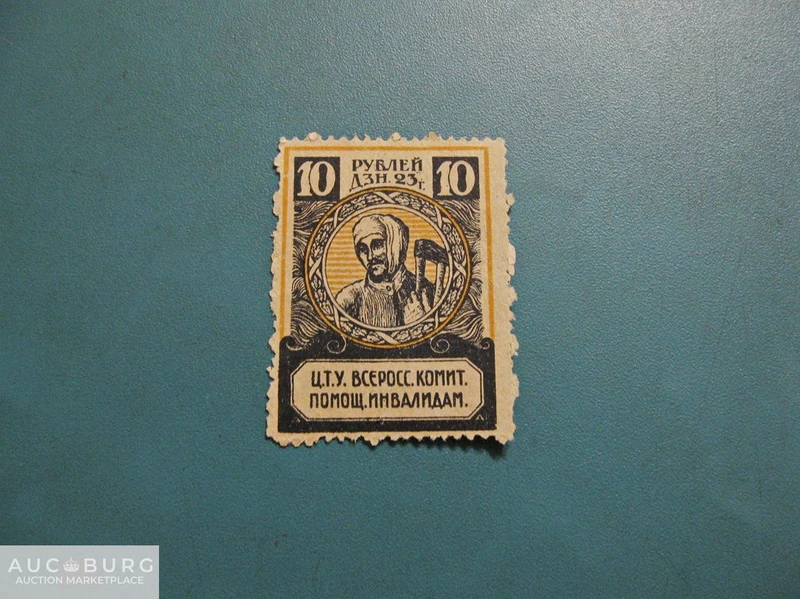 10 РУБЛЕЙ 10
ДЗН. 23 г.
Ц.Т.У. ВСЕРОСС. КОМИТ.
ПОМОЩ. ИНВАЛИДАМ.
AUCBURG
AUCTION MARKETPLACE